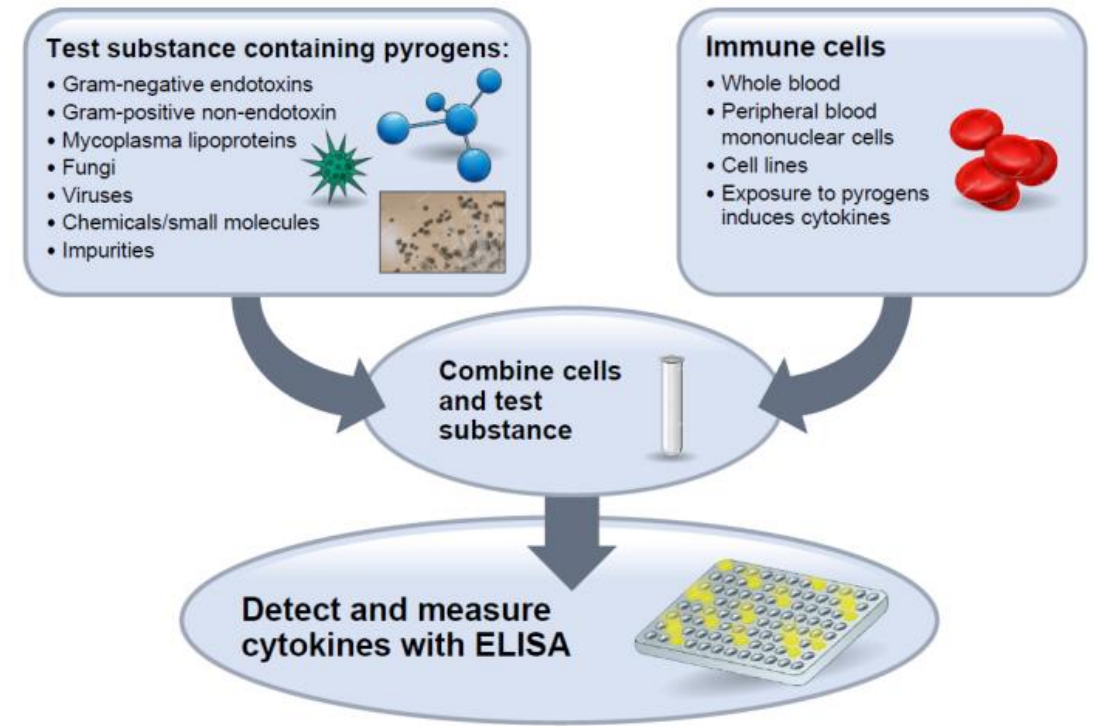 Test substance containing pyrogens:
• Gram-negative endotoxins
• Gram-positive non-endotoxin
• Mycoplasma lipoproteins
• Fungi
• Viruses
• Chemicals/small molecules
• Impurities
Immune cells
• Whole blood
• Peripheral blood
mononuclear cells
• Cell lines
• Exposure to pyrogens
induces cytokines
Combine cells
and test
substance
Detect and measure
cytokines with ELISA